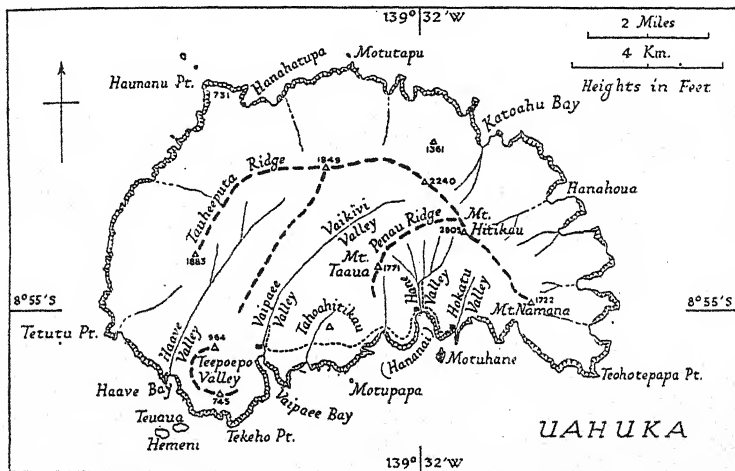 139° 32 'W
2 Miles
4 Km.
Heights in Feet
Motutapu
Hanahatupa
Haunanu Pt.
731
Katoahu Bay
1361
1849
Tauheeputa Ridge
2240
Hanahoua
Vaikivi
Valley
Penau Ridge
Mt.
Hitikau
2805
Mt.
Taaua
1771
1883
8°55'S
8°55'S
Hane
Valley
Hokatu
Valley
1722
Mt.Namana
Vaipaee
Valley
Tahoahitikau
Tetutu Pt.
Haave
Valley
964
Teepoepo
Valley
745
(Hananai)
Motuhane
Teohotepapa Pt.
Haave Bay
Motupapa
Vaipaee Bay
Teuaua
Hemeni
Tekeho Pt.
UAHUKA
139° 32 'W